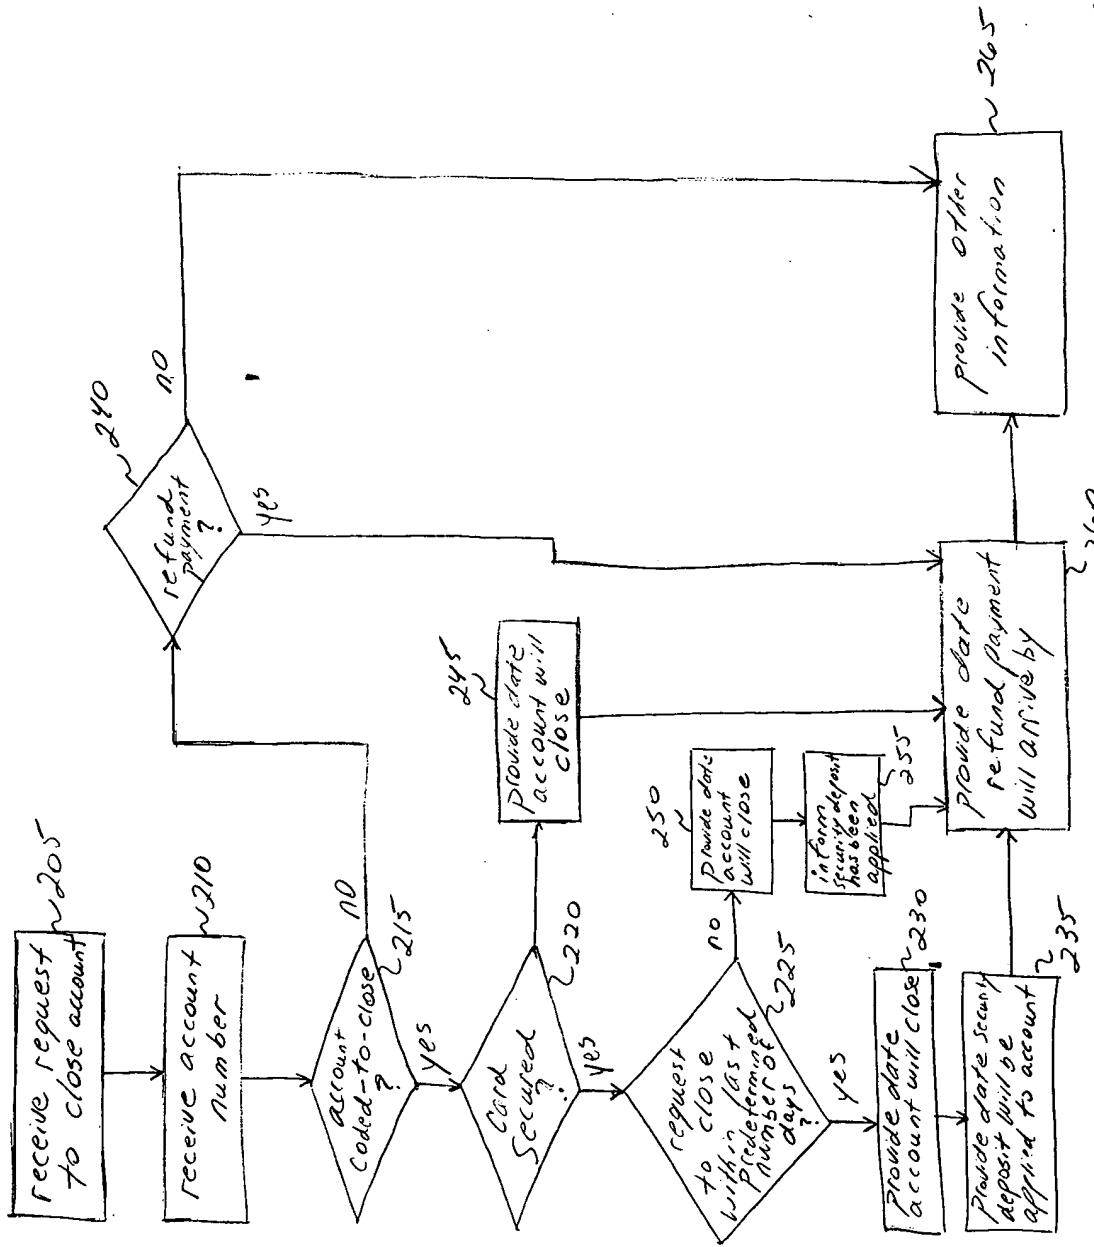 receive request
to close account
205
receive account
number
210
account
coded-to-close
?
215
no
yes
refund
payment
?
240
no
yes
Card
Secured
?
220
yes
provide date
account will
close
245
request
to close
within last
predetermined
number of
days
?
225
no
yes
provide date
account
will close
250
inform
security deposit
has been
applied
255
provide date
account will close
230
provide date security
deposit will be
applied to account
235
provide date
refund payment
will arrive by
provide other
information
265